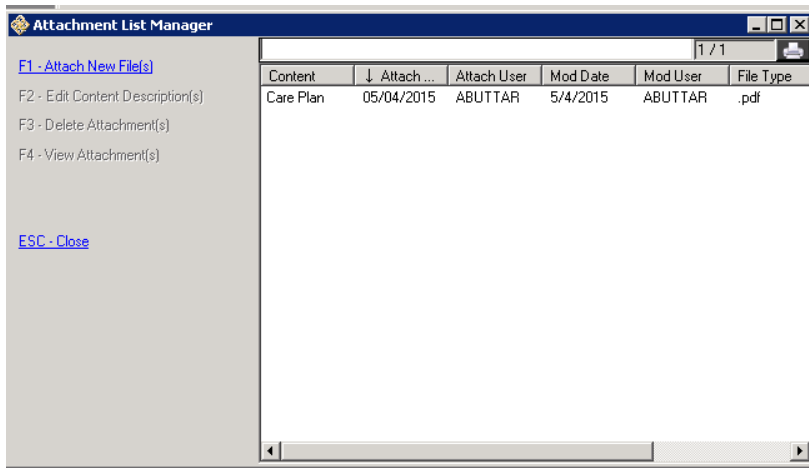 Attachment List Manager
F1 - Attach New File(s)
F2 - Edit Content Description(s)
F3 - Delete Attachment(s)
F4 - View Attachment(s)
ESC - Close
1 / 1
Content ↓ Attach ... Attach User Mod Date Mod User File Type
Care Plan 05/04/2015 ABUTTAR 5/4/2015 ABUTTAR .pdf